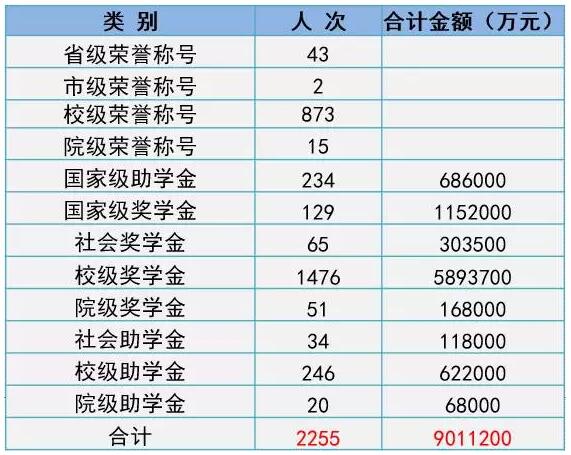 类 别 人 次 合计金额（万元）
省级荣誉称号 43
市级荣誉称号 2
校级荣誉称号 873
院级荣誉称号 15
国家级助学金 234 686000
国家级奖学金 129 1152000
社会奖学金 65 303500
校级奖学金 1476 5893700
院级奖学金 51 168000
社会助学金 34 118000
校级助学金 246 622000
院级助学金 20 68000
合计 2255 9011200